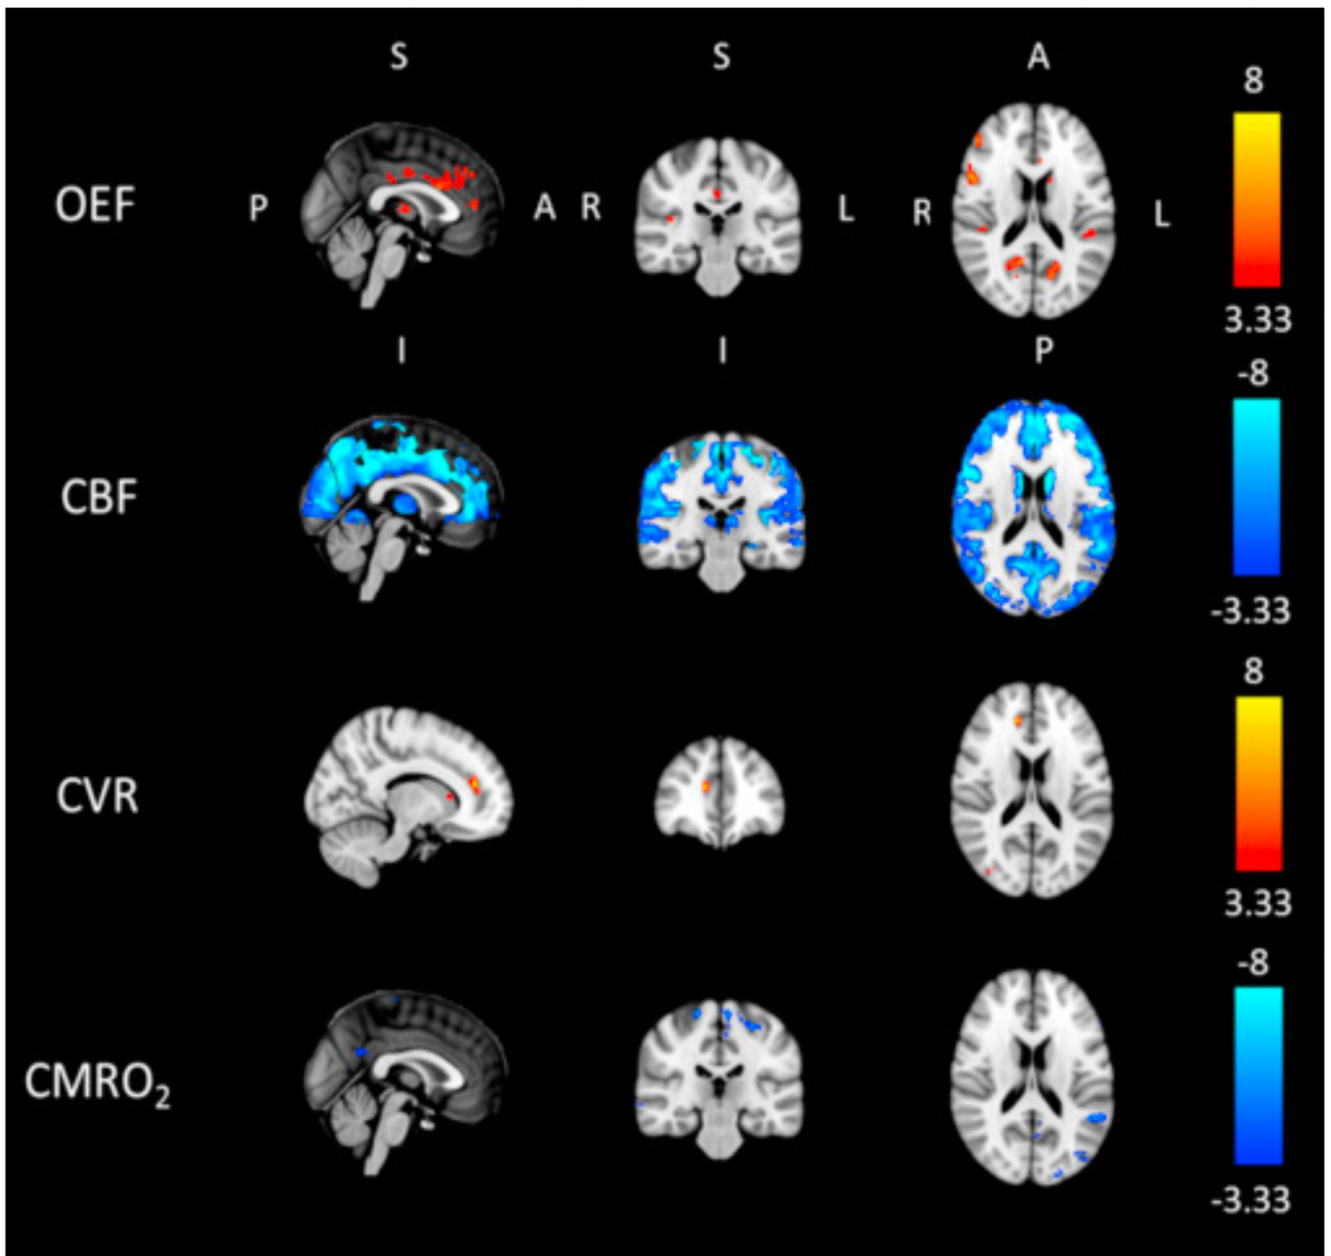 S S A 8
OEF P A R L R L
3.33
I I P
-8
CBF
-3.33
8
CVR
3.33
-8
CMRO₂
-3.33